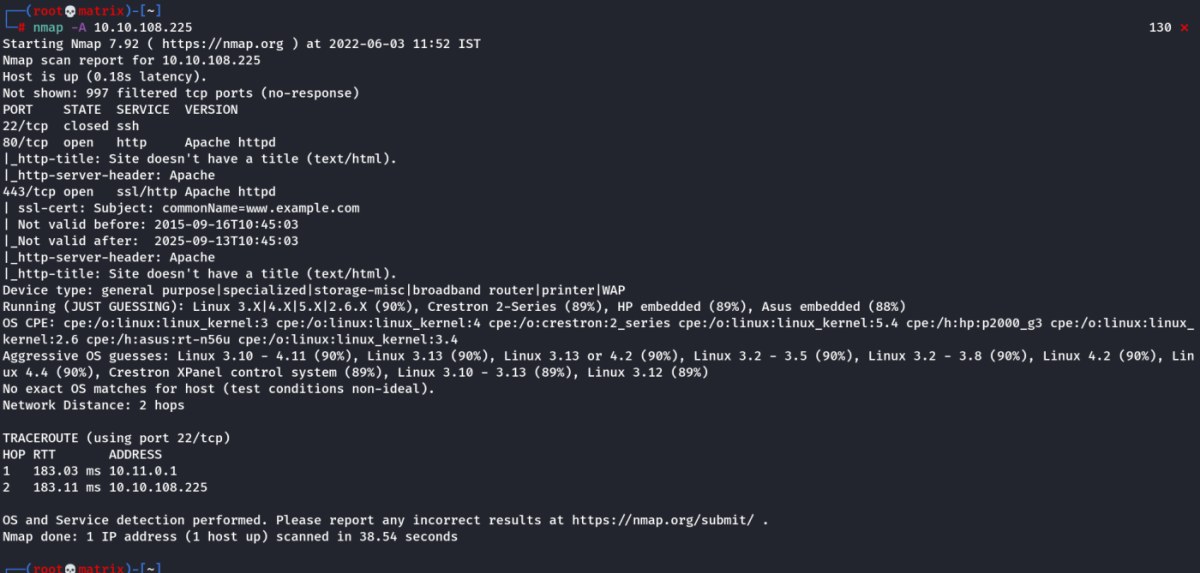 ┌──(root💀matrix)-[~]
└─# nmap -A 10.10.108.225 130 ⨯
Starting Nmap 7.92 ( https://nmap.org ) at 2022-06-03 11:52 IST
Nmap scan report for 10.10.108.225
Host is up (0.18s latency).
Not shown: 997 filtered tcp ports (no-response)
PORT    STATE  SERVICE  VERSION
22/tcp  closed ssh
80/tcp  open   http     Apache httpd
|_http-title: Site doesn't have a title (text/html).
|_http-server-header: Apache
443/tcp open   ssl/http Apache httpd
| ssl-cert: Subject: commonName=www.example.com
| Not valid before: 2015-09-16T10:45:03
|_Not valid after:  2025-09-13T10:45:03
|_http-server-header: Apache
|_http-title: Site doesn't have a title (text/html).
Device type: general purpose|specialized|storage-misc|broadband router|printer|WAP
Running (JUST GUESSING): Linux 3.X|4.X|5.X|2.6.X (90%), Crestron 2-Series (89%), HP embedded (89%), Asus embedded (88%)
OS CPE: cpe:/o:linux:linux_kernel:3 cpe:/o:linux:linux_kernel:4 cpe:/o:crestron:2_series cpe:/o:linux:linux_kernel:5.4 cpe:/h:hp:p2000_g3 cpe:/o:linux:linux_
kernel:2.6 cpe:/h:asus:rt-n56u cpe:/o:linux:linux_kernel:3.4
Aggressive OS guesses: Linux 3.10 - 4.11 (90%), Linux 3.13 (90%), Linux 3.13 or 4.2 (90%), Linux 3.2 - 3.5 (90%), Linux 3.2 - 3.8 (90%), Linux 4.2 (90%), Lin
ux 4.4 (90%), Crestron XPanel control system (89%), Linux 3.10 - 3.13 (89%), Linux 3.12 (89%)
No exact OS matches for host (test conditions non-ideal).
Network Distance: 2 hops
TRACEROUTE (using port 22/tcp)
HOP RTT       ADDRESS
1   183.03 ms 10.11.0.1
2   183.11 ms 10.10.108.225
OS and Service detection performed. Please report any incorrect results at https://nmap.org/submit/ .
Nmap done: 1 IP address (1 host up) scanned in 38.54 seconds
┌──(root💀matrix)-[~]